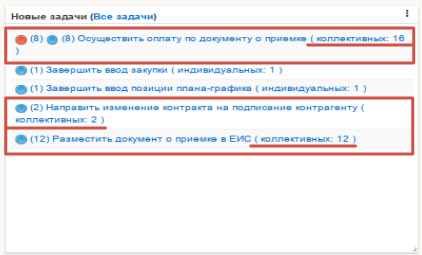 Новые задачи (Все задачи)
(8) (8) Осуществить оплату по документу о приемке ( коллективных: 16
)
(1) Завершить ввод закупки ( индивидуальных: 1 )
(1) Завершить ввод позиции плана-графика ( индивидуальных: 1 )
(2) Направить изменение контракта на подписание контрагенту (
коллективных: 2 )
(12) Разместить документ о приемке в ЕИС ( коллективных: 12 )